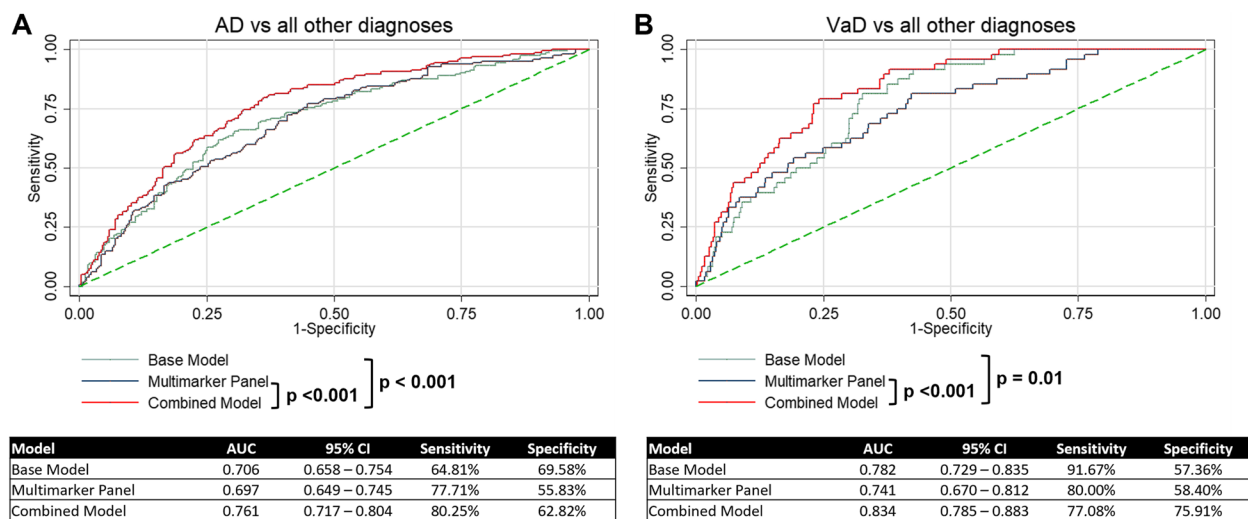 A
AD vs all other diagnoses
Sensitivity
1.00
0.75
0.50
0.25
0.00
0.00 0.25 0.50 0.75 1.00
1-Specificity
Base Model
Multimarker Panel
Combined Model
p <0.001
p < 0.001
Model AUC 95% CI Sensitivity Specificity
Base Model 0.706 0.658 – 0.754 64.81% 69.58%
Multimarker Panel 0.697 0.649 – 0.745 77.71% 55.83%
Combined Model 0.761 0.717 – 0.804 80.25% 62.82%
B
VaD vs all other diagnoses
Sensitivity
1.00
0.75
0.50
0.25
0.00
0.00 0.25 0.50 0.75 1.00
1-Specificity
Base Model
Multimarker Panel
Combined Model
p <0.001
p = 0.01
Model AUC 95% CI Sensitivity Specificity
Base Model 0.782 0.729 – 0.835 91.67% 57.36%
Multimarker Panel 0.741 0.670 – 0.812 80.00% 58.40%
Combined Model 0.834 0.785 – 0.883 77.08% 75.91%